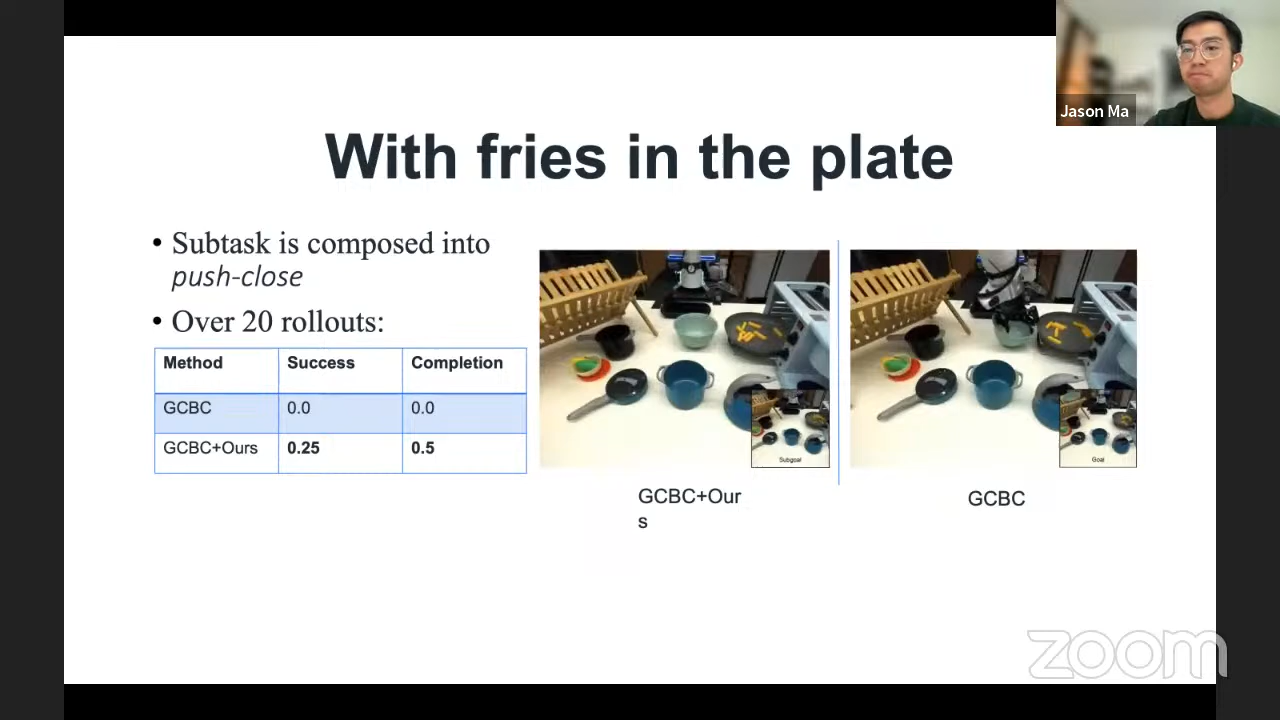 Jason Ma
With fries in the plate
• Subtask is composed into
push-close
• Over 20 rollouts:
Method Success Completion
GCBC 0.0 0.0
GCBC+Ours 0.25 0.5
Subgoal
Goal
GCBC+Our
s
GCBC
zoom